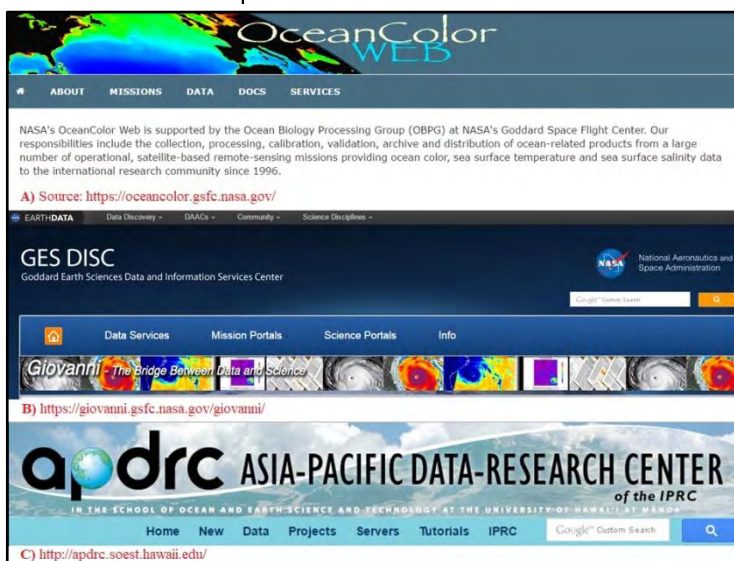 OceanColor
WEB
ABOUT MISSIONS DATA DOCS SERVICES
NASA's OceanColor Web is supported by the Ocean Biology Processing Group (OBPG) at NASA's Goddard Space Flight Center. Our
responsibilities include the collection, processing, calibration, validation, archive and distribution of ocean-related products from a large
number of operational, satellite-based remote-sensing missions providing ocean color, sea surface temperature and sea surface salinity data
to the international research community since 1996.
A) Source: https://oceancolor.gsfc.nasa.gov/
EARTHDATA Data Discovery DAACs Community Science Disciplines
GES DISC
Goddard Earth Sciences Data and Information Services Center
NASA
National Aeronautics and
Space Administration
Google™ Custom Search
Data Services Mission Portals Science Portals Info
Giovanni - The Bridge Between Data and Science
B) https://giovanni.gsfc.nasa.gov/giovanni/
apdrc ASIA-PACIFIC DATA-RESEARCH CENTER
of the IPRC
IN THE SCHOOL OF OCEAN AND EARTH SCIENCE AND TECHNOLOGY AT THE UNIVERSITY OF HAWAI'I AT MĀNOA
Home New Data Projects Servers Tutorials IPRC Google™ Custom Search
C) http://apdrc.soest.hawaii.edu/